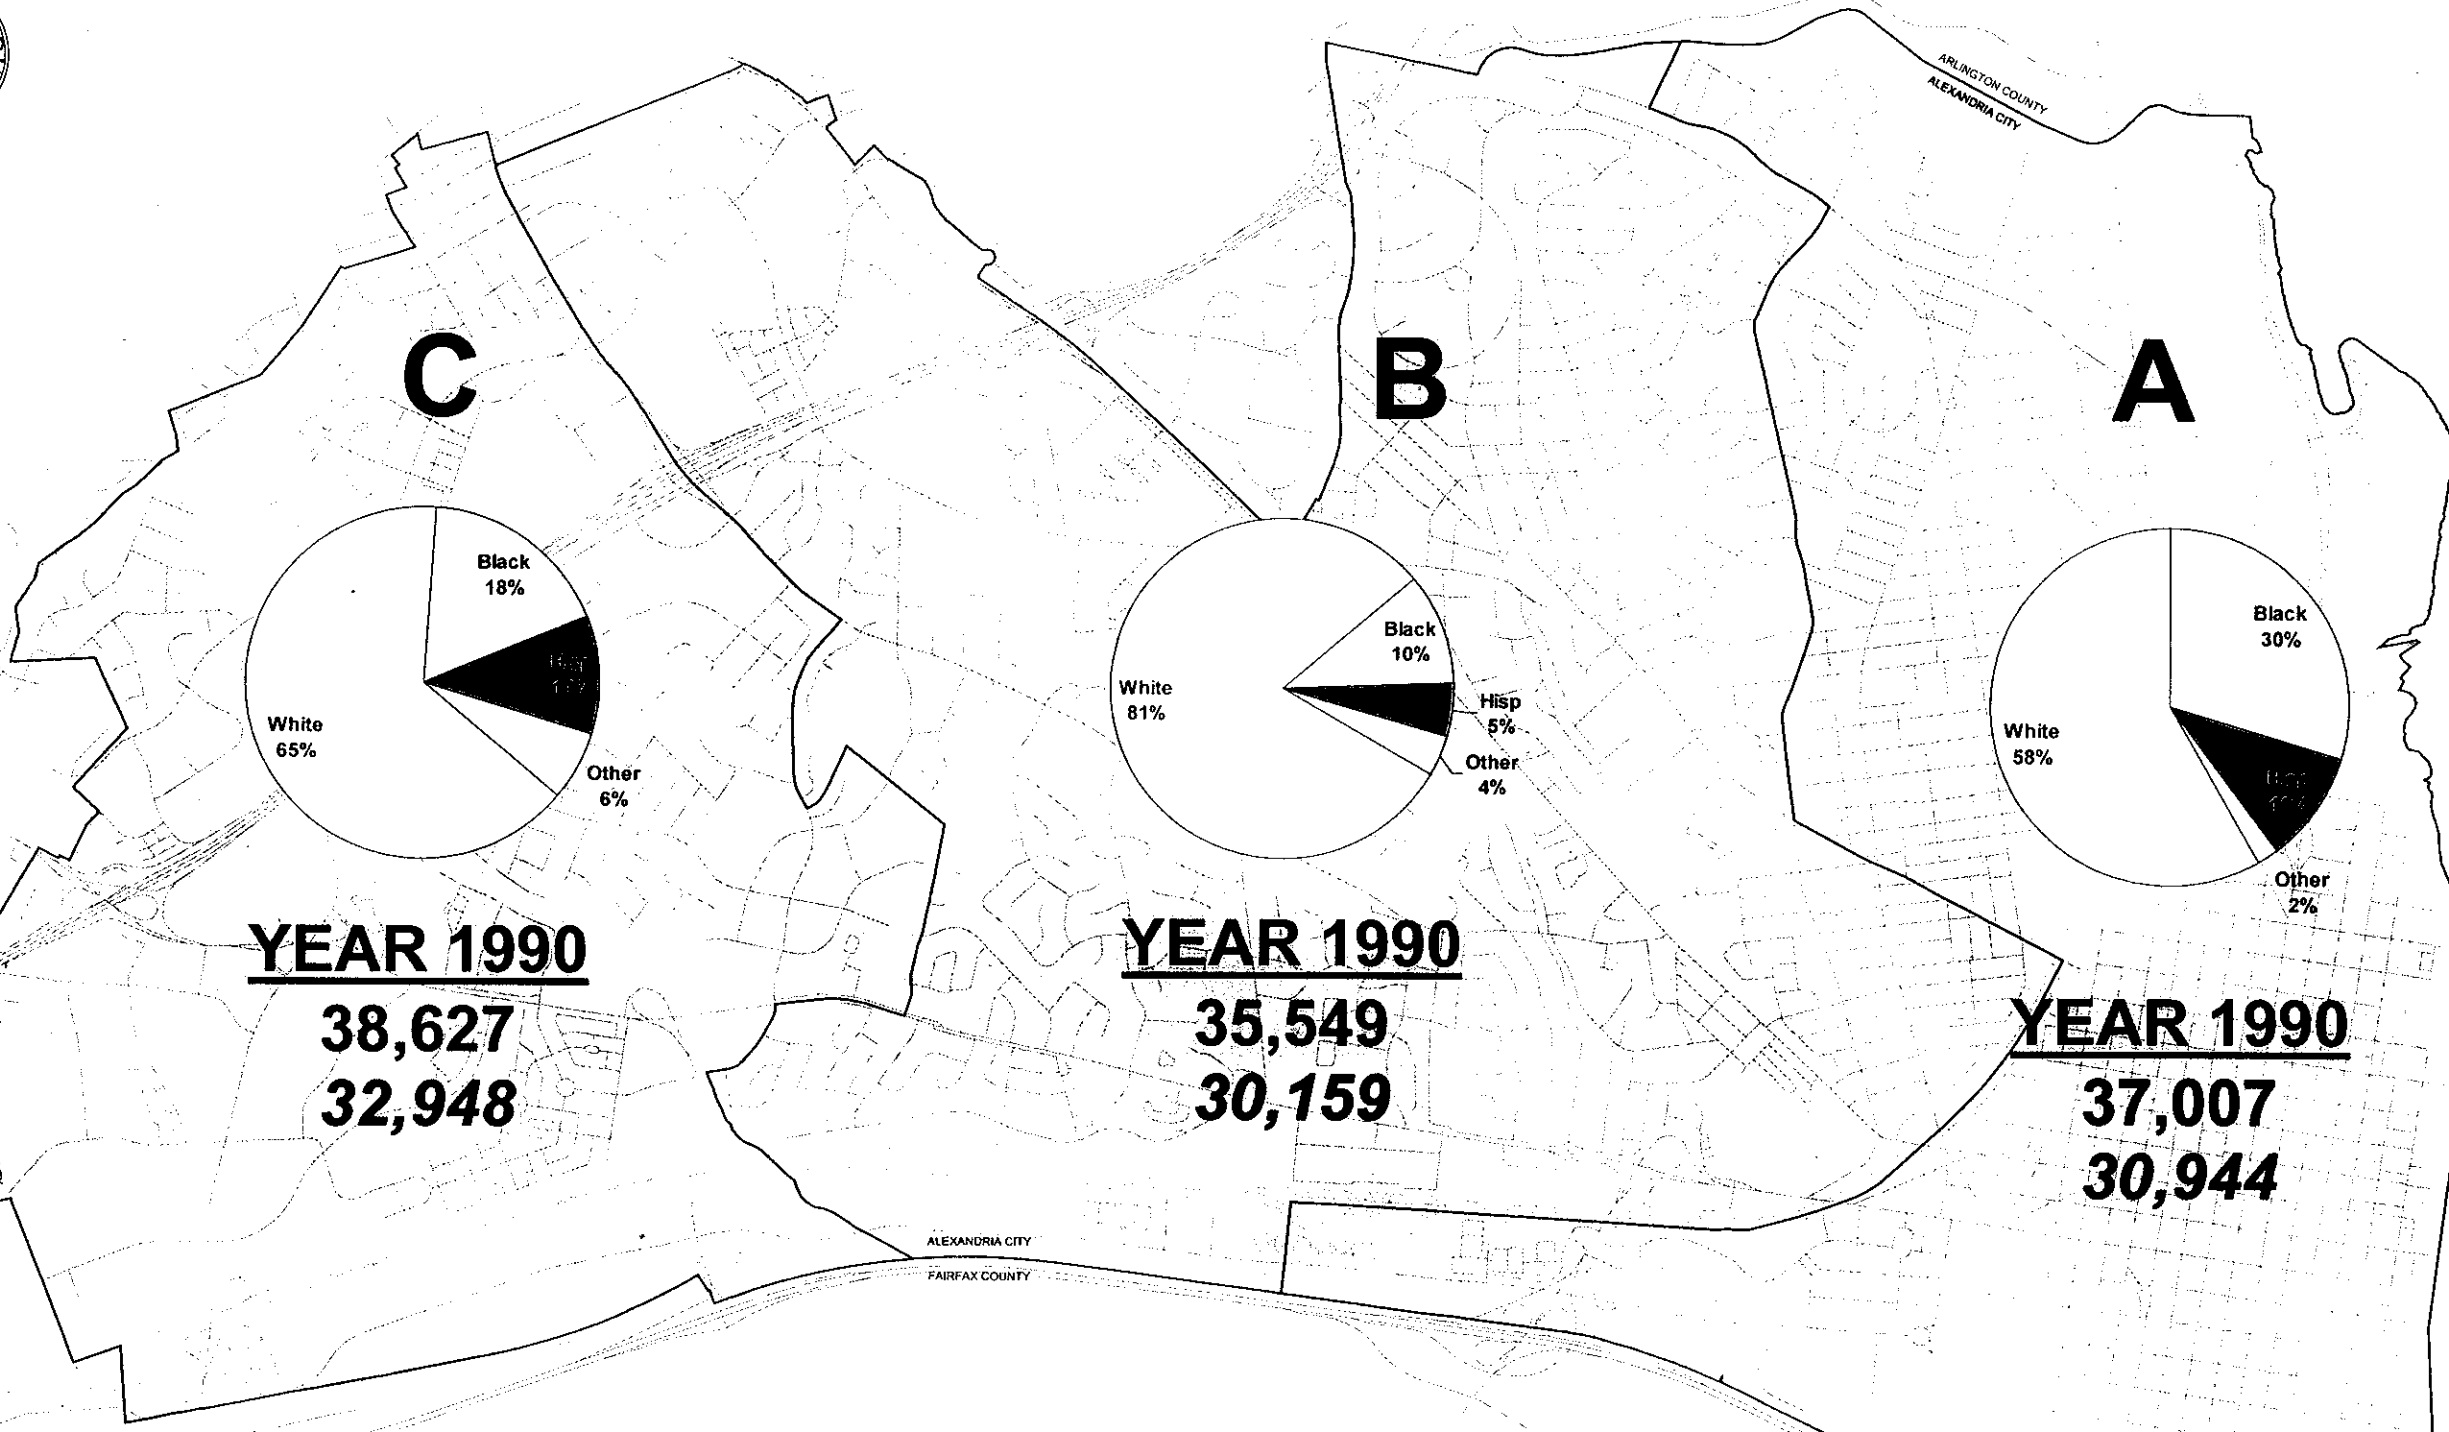 ARLINGTON COUNTY
ALEXANDRIA CITY
C
B
A
Black
18%
White
65%
Other
6%
Black
10%
White
81%
Hisp
5%
Other
4%
Black
30%
White
58%
Hisp
Other
2%
YEAR 1990
38,627
32,948
YEAR 1990
35,549
30,159
YEAR 1990
37,007
30,944
ALEXANDRIA CITY
FAIRFAX COUNTY